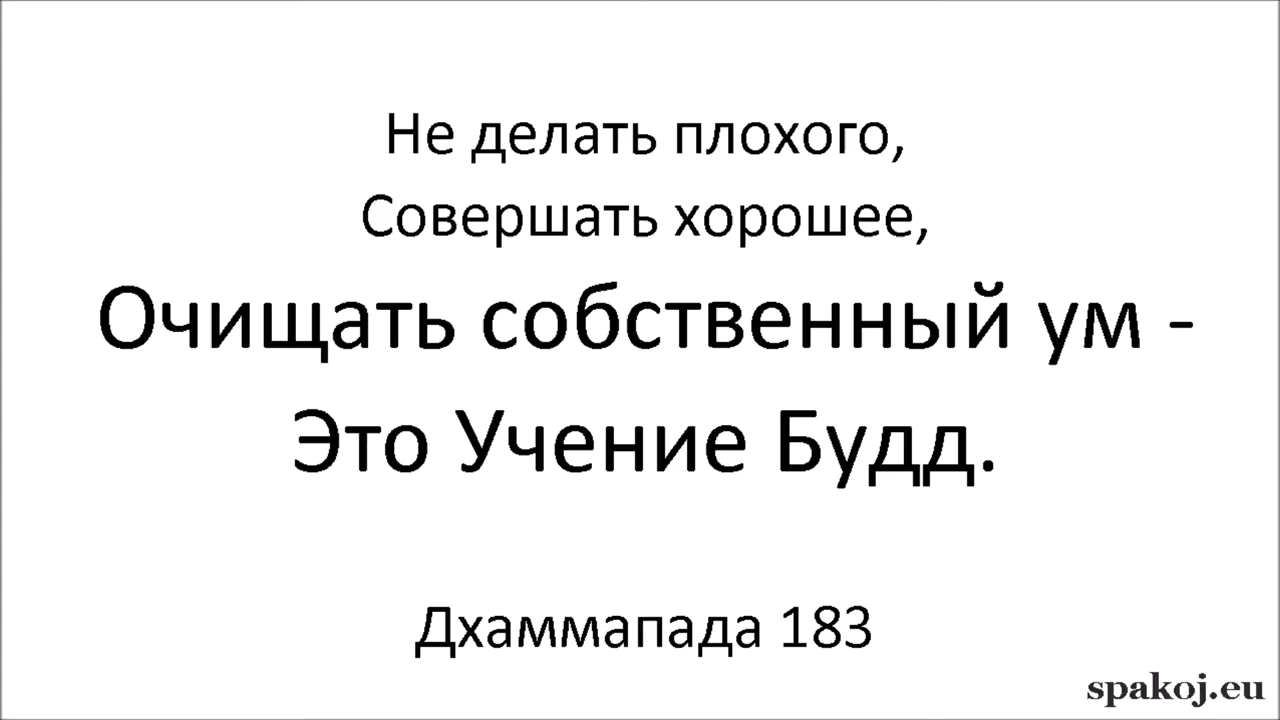 Не делать плохого,
Совершать хорошее,
Очищать собственный ум -
Это Учение Будд.
Дхаммапада 183
spakoj.eu